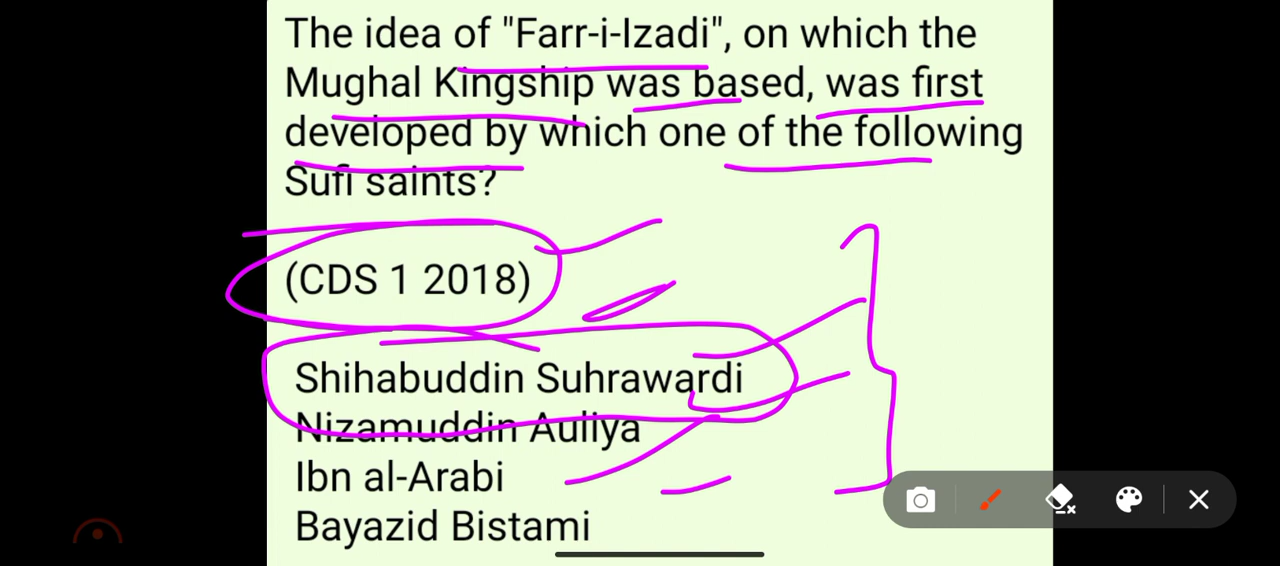 The idea of "Farr-i-Izadi", on which the
Mughal Kingship was based, was first
developed by which one of the following
Sufi saints?
(CDS 1 2018)
Shihabuddin Suhrawardi
Nizamuddin Auliya
Ibn al-Arabi
Bayazid Bistami